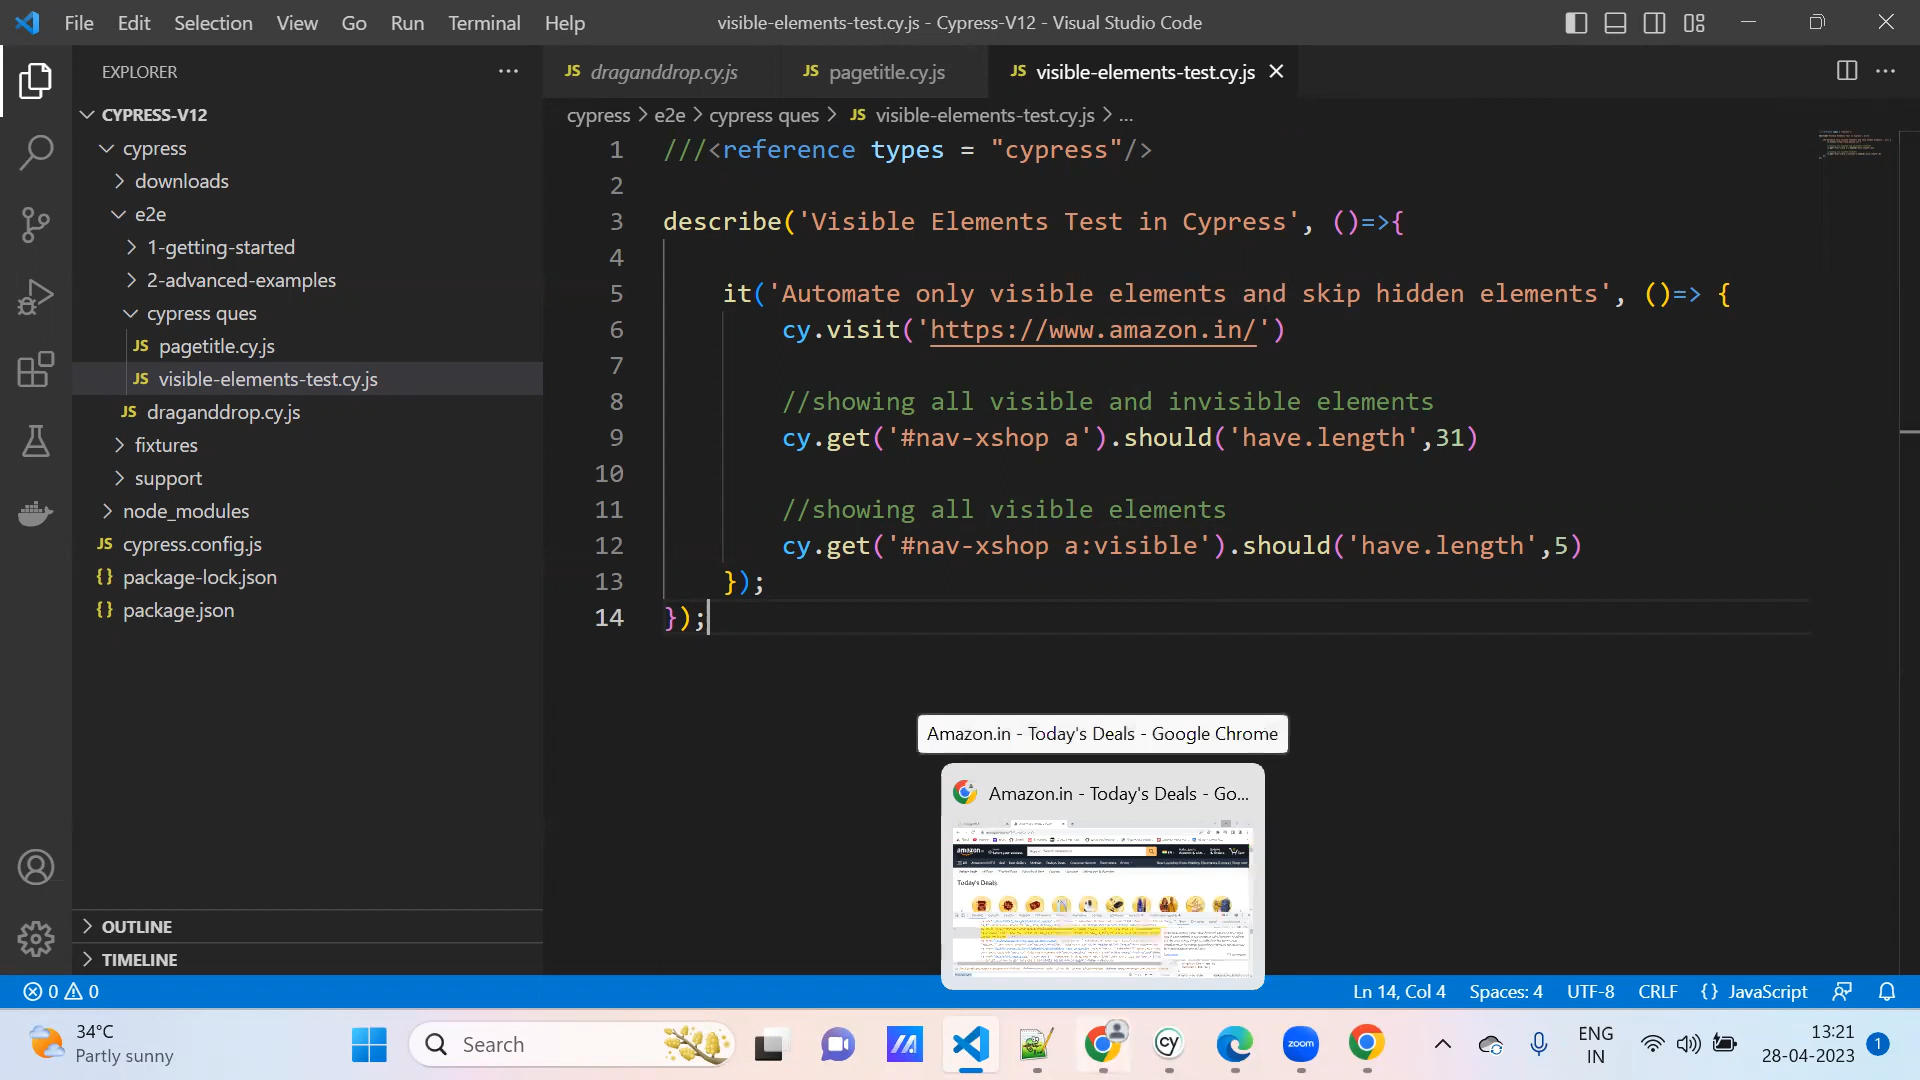 File Edit Selection View Go Run Terminal Help
visible-elements-test.cy.js - Cypress-V12 - Visual Studio Code
EXPLORER
CYPRESS-V12
cypress
downloads
e2e
1-getting-started
2-advanced-examples
cypress ques
JS pagetitle.cy.js
JS visible-elements-test.cy.js
JS draganddrop.cy.js
fixtures
support
node_modules
JS cypress.config.js
{} package-lock.json
{} package.json
OUTLINE
TIMELINE
JS draganddrop.cy.js JS pagetitle.cy.js JS visible-elements-test.cy.js
cypress > e2e > cypress ques > JS visible-elements-test.cy.js > ...
1 ///<reference types = "cypress"/>
2
3 describe('Visible Elements Test in Cypress', ()=>{
4
5 it('Automate only visible elements and skip hidden elements', ()=> {
6 cy.visit('https://www.amazon.in/')
7
8 //showing all visible and invisible elements
9 cy.get('#nav-xshop a').should('have.length',31)
10
11 //showing all visible elements
12 cy.get('#nav-xshop a:visible').should('have.length',5)
13 });
14 });
Amazon.in - Today's Deals - Google Chrome
Amazon.in - Today's Deals - Go...
amazon
Today's Deals
0 0
Ln 14, Col 4 Spaces: 4 UTF-8 CRLF {} JavaScript
34°C
Partly sunny
Search
cy
zoom
ENG
IN
13:21
28-04-2023
1